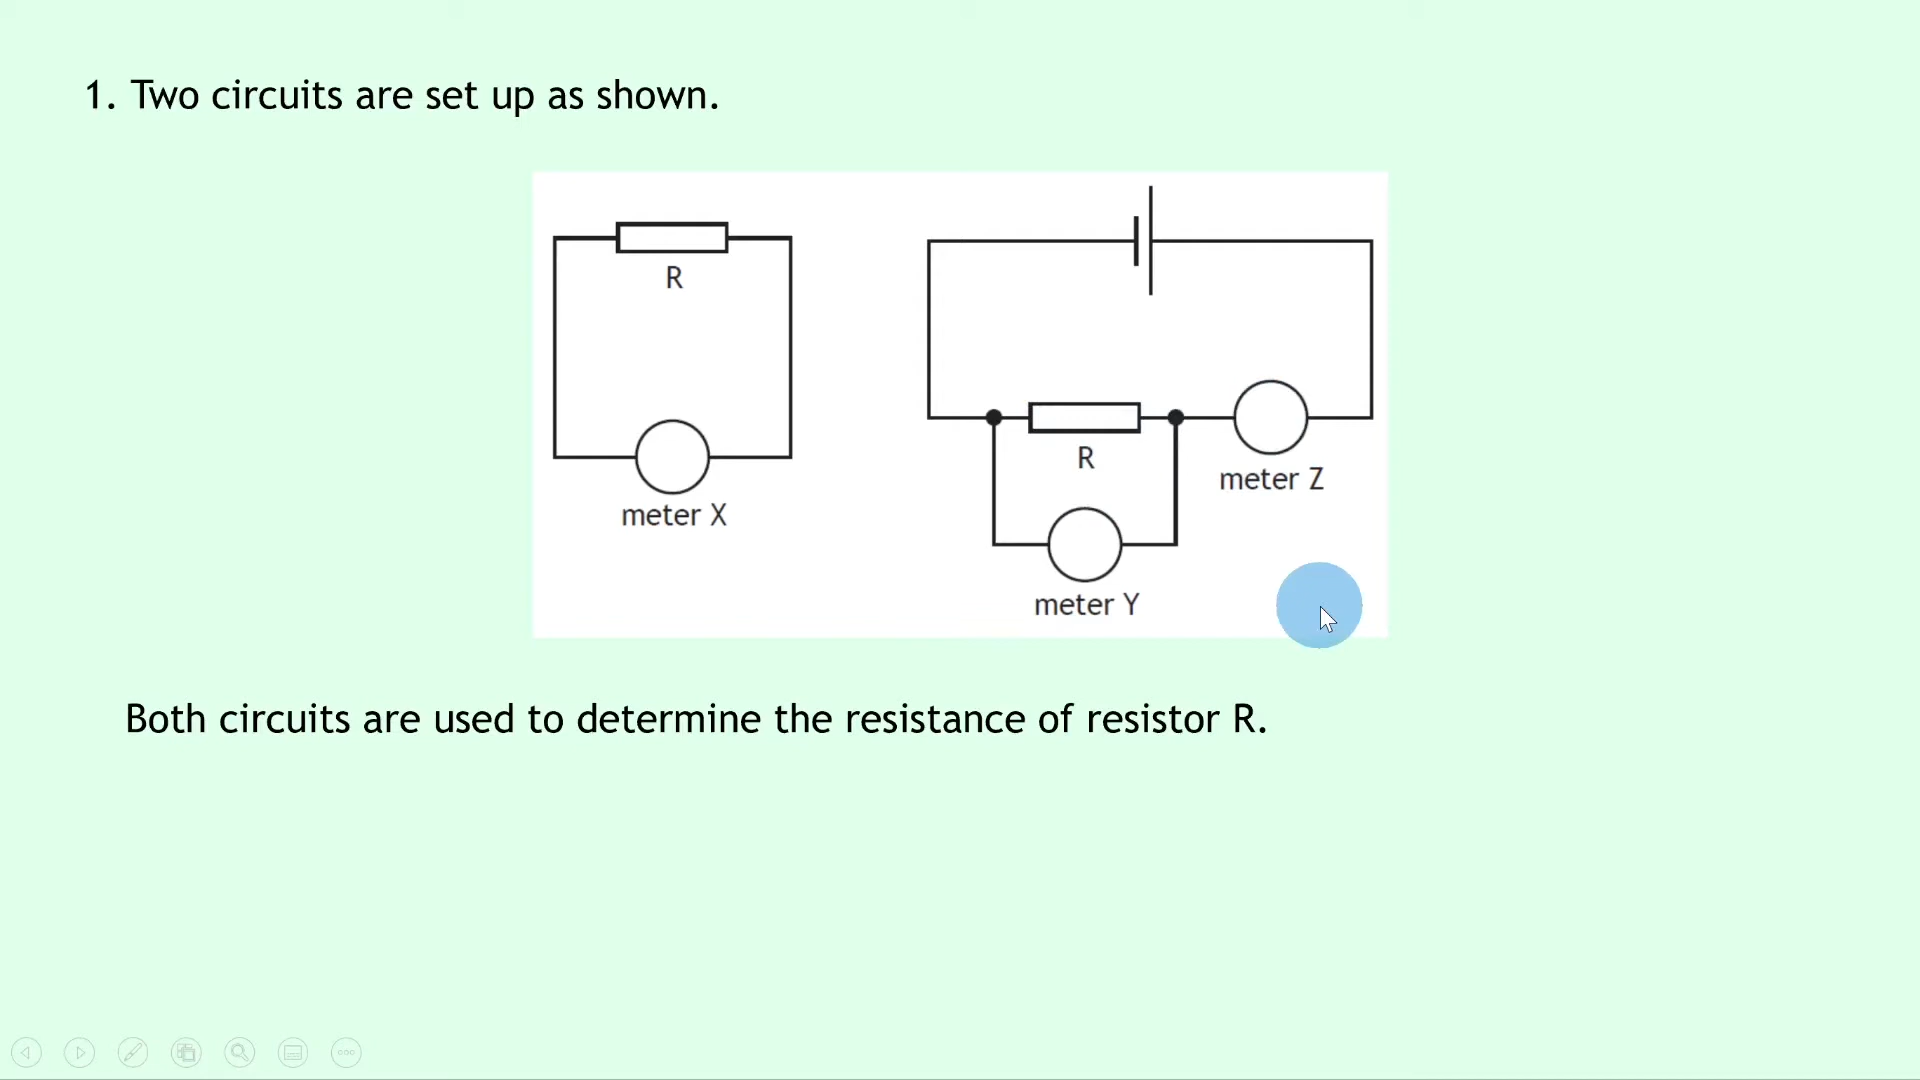 1. Two circuits are set up as shown.
R
meter X
R
meter Z
meter Y
Both circuits are used to determine the resistance of resistor R.